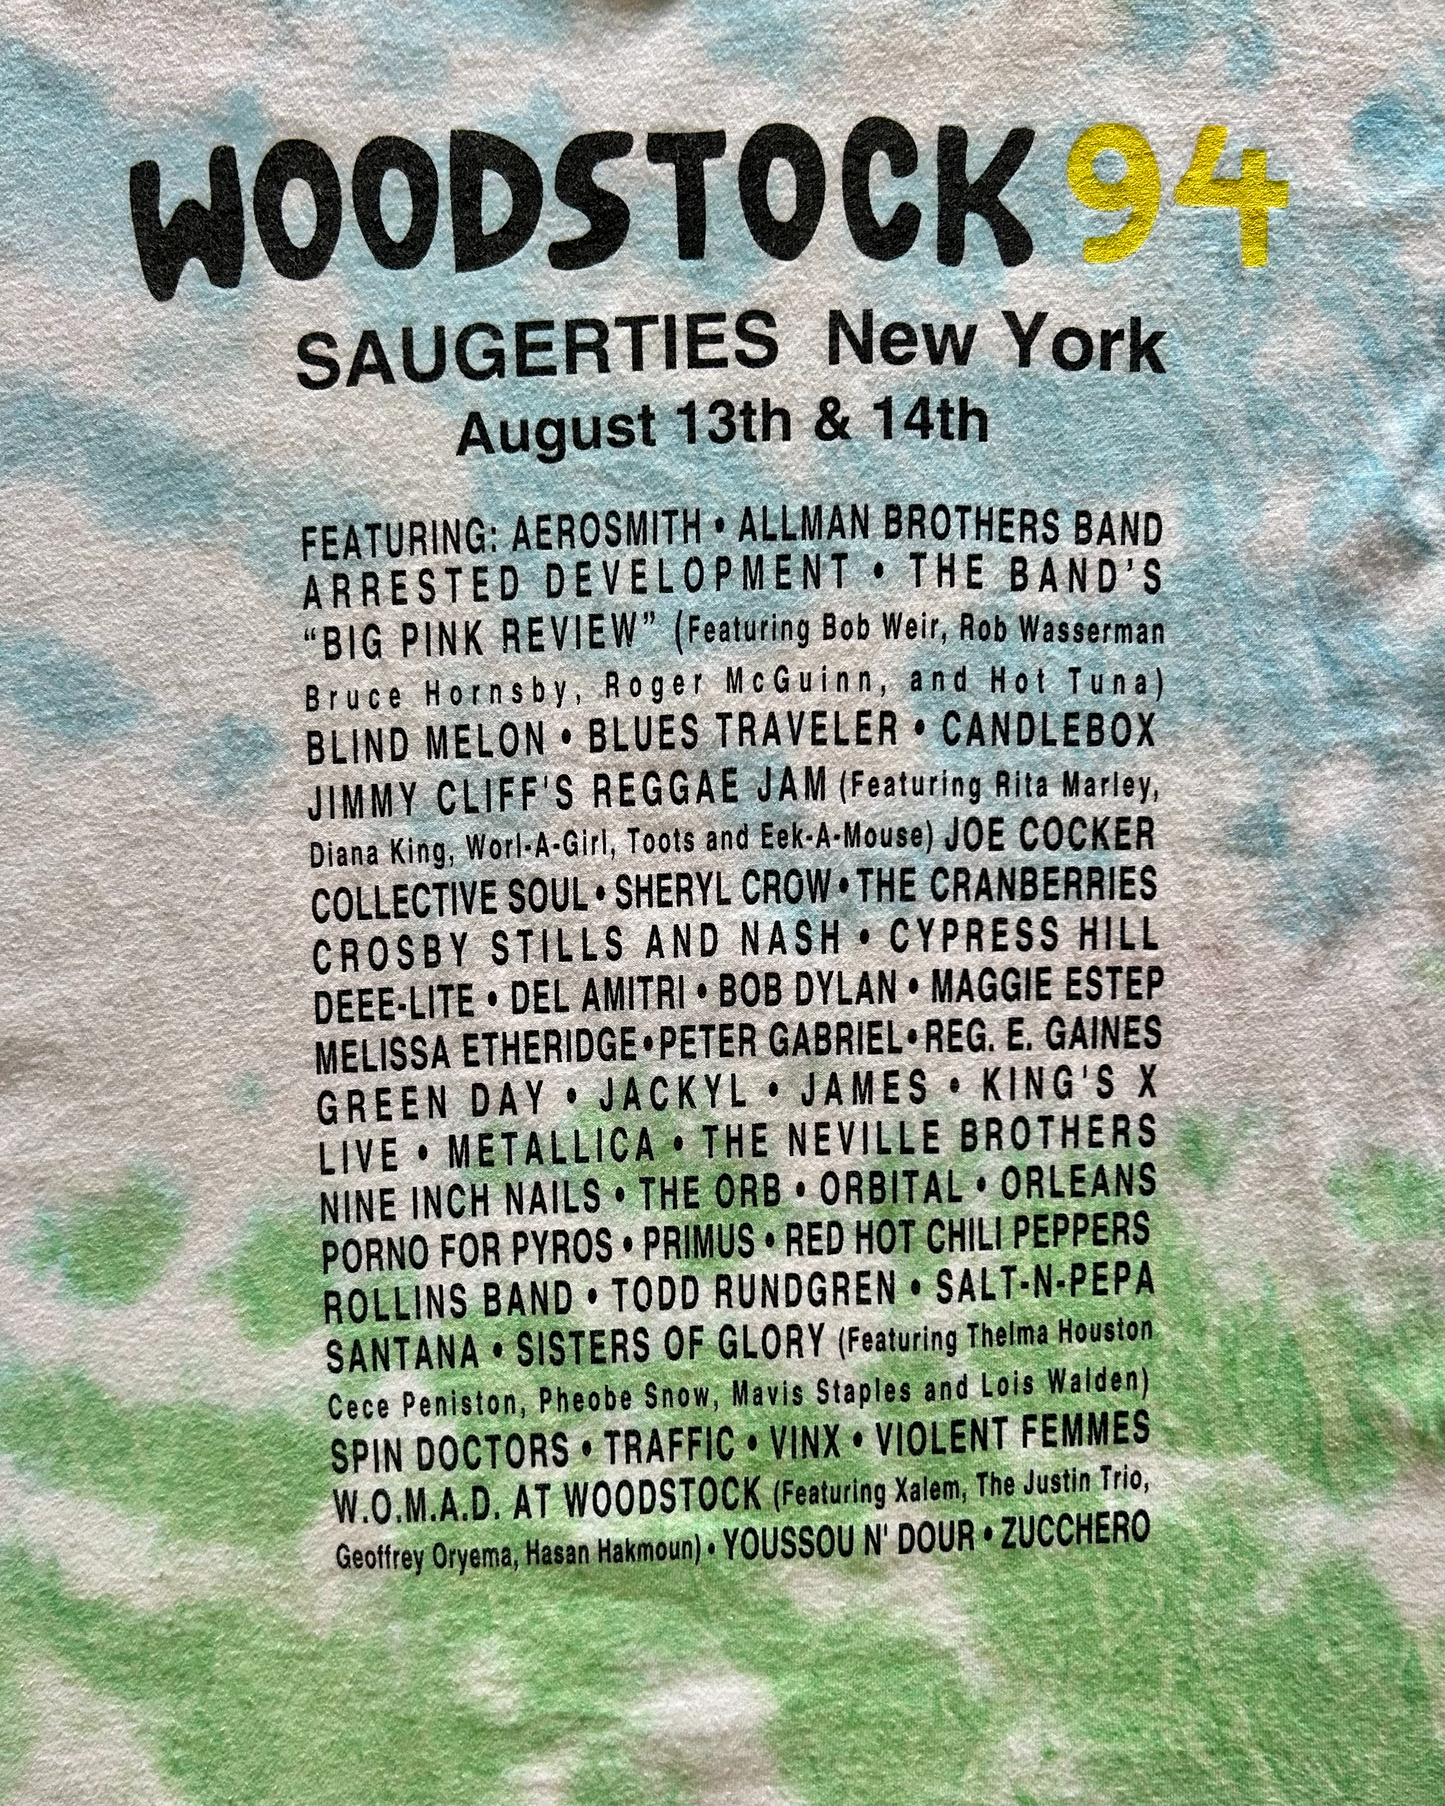 WOODSTOCK 94
SAUGERTIES New York
August 13th & 14th
FEATURING: AEROSMITH • ALLMAN BROTHERS BAND
ARRESTED DEVELOPMENT • THE BAND'S
“BIG PINK REVIEW” (Featuring Bob Weir, Rob Wasserman
Bruce Hornsby, Roger McGuinn, and Hot Tuna)
BLIND MELON • BLUES TRAVELER • CANDLEBOX
JIMMY CLIFF'S REGGAE JAM (Featuring Rita Marley,
Diana King, Worl-A-Girl, Toots and Eek-A-Mouse) JOE COCKER
COLLECTIVE SOUL • SHERYL CROW • THE CRANBERRIES
CROSBY STILLS AND NASH • CYPRESS HILL
DEEE-LITE • DEL AMITRI • BOB DYLAN • MAGGIE ESTEP
MELISSA ETHERIDGE • PETER GABRIEL • REG. E. GAINES
GREEN DAY • JACKYL • JAMES • KING'S X
LIVE • METALLICA • THE NEVILLE BROTHERS
NINE INCH NAILS • THE ORB • ORBITAL • ORLEANS
PORNO FOR PYROS • PRIMUS • RED HOT CHILI PEPPERS
ROLLINS BAND • TODD RUNDGREN • SALT-N-PEPA
SANTANA • SISTERS OF GLORY (Featuring Thelma Houston
Cece Peniston, Pheobe Snow, Mavis Staples and Lois Walden)
SPIN DOCTORS • TRAFFIC • VINX • VIOLENT FEMMES
W.O.M.A.D. AT WOODSTOCK (Featuring Xalem, The Justin Trio,
Geoffrey Oryema, Hasan Hakmoun) • YOUSSOU N' DOUR • ZUCCHERO